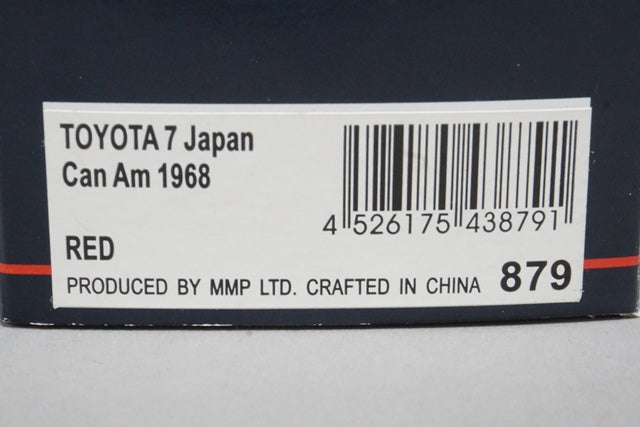 TOYOTA 7 Japan
Can Am 1968
4 526175 438791
RED
PRODUCED BY MMP LTD. CRAFTED IN CHINA 879